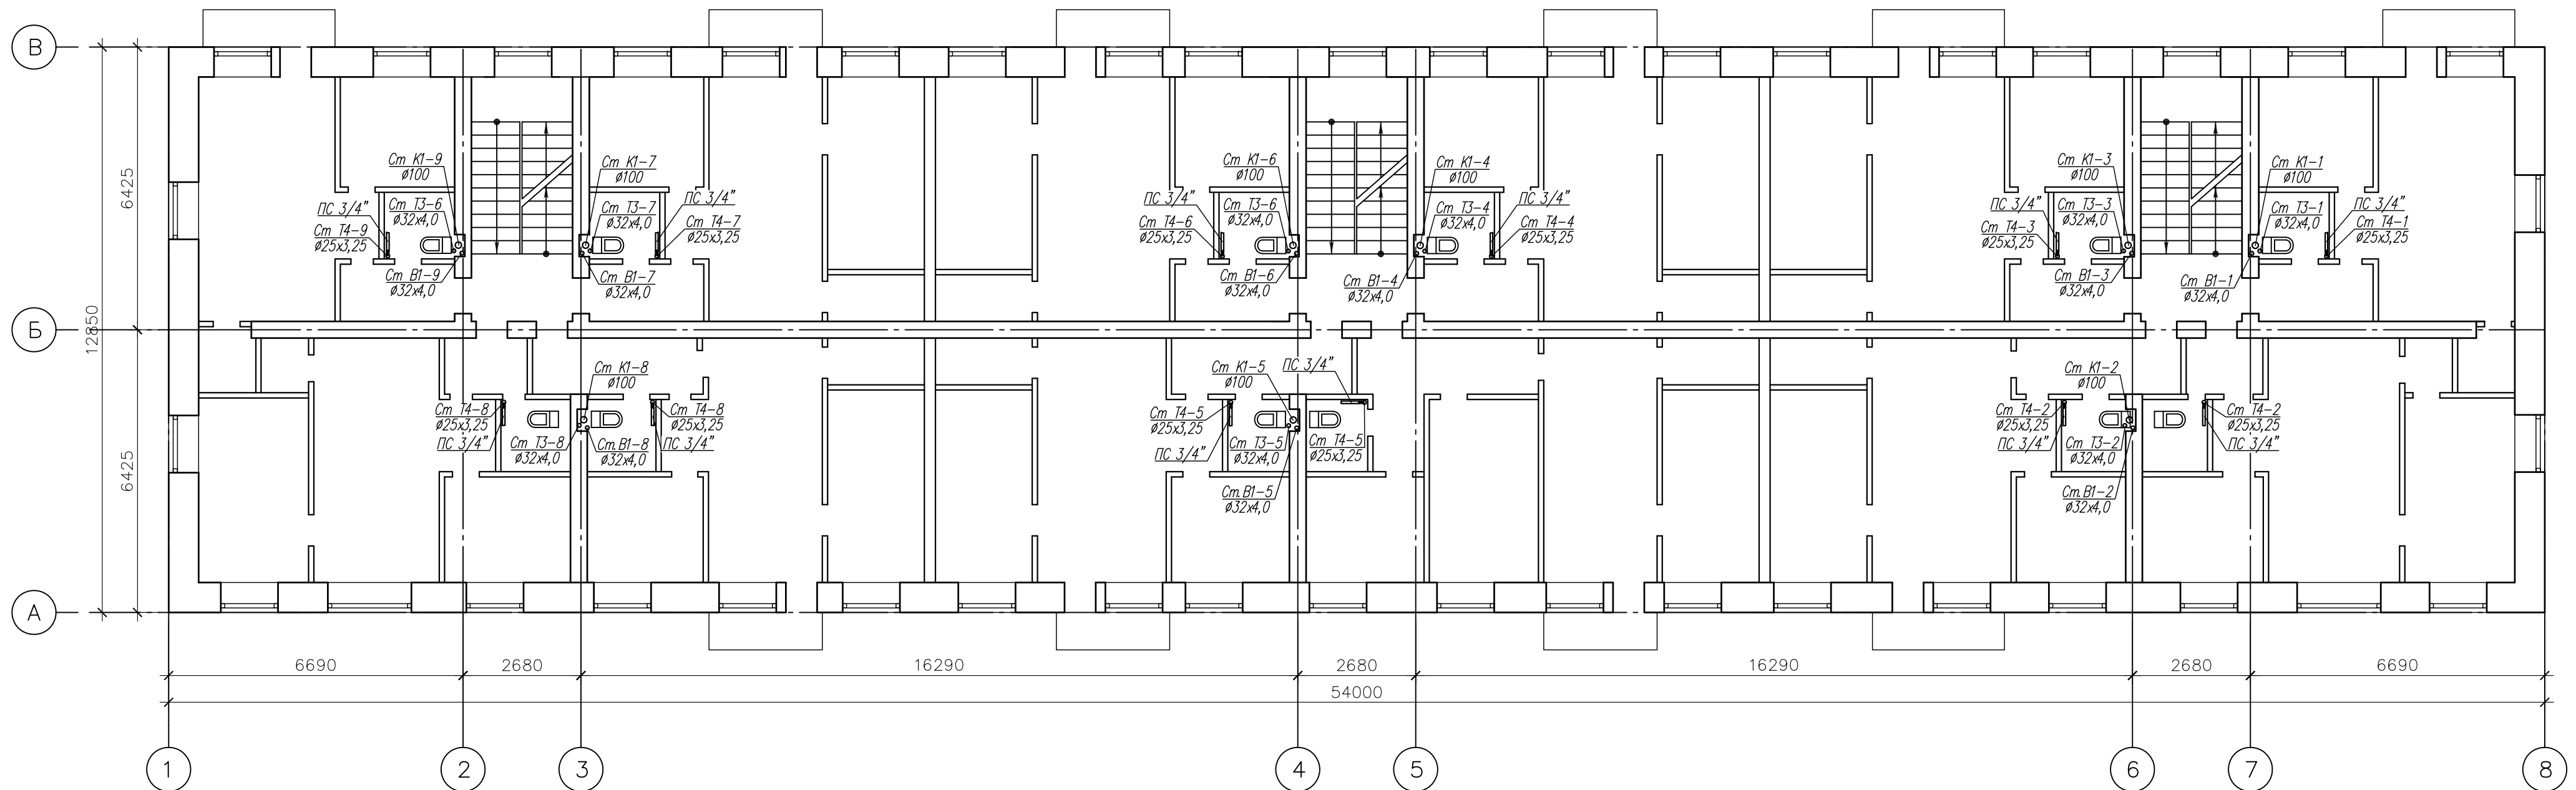 В
Ст К1-9
ø100
Ст Т3-6
ø32х4,0
ПС 3/4"
Ст Т4-9
ø25х3,25
Ст В1-9
ø32х4,0
Ст К1-7
ø100
ПС 3/4"
Ст Т3-7
ø32х4,0
Ст Т4-7
ø25х3,25
Ст В1-7
ø32х4,0
Ст К1-6
ø100
ПС 3/4"
Ст Т3-6
ø32х4,0
Ст Т4-6
ø25х3,25
Ст В1-6
ø32х4,0
Ст К1-4
ø100
ПС 3/4"
Ст Т3-4
ø32х4,0
Ст Т4-4
ø25х3,25
Ст В1-4
ø32х4,0
Ст К1-3
ø100
ПС 3/4"
Ст Т3-3
ø32х4,0
Ст Т4-3
ø25х3,25
Ст В1-3
ø32х4,0
Ст К1-1
ø100
ПС 3/4"
Ст Т3-1
ø32х4,0
Ст Т4-1
ø25х3,25
Ст В1-1
ø32х4,0
6425
Б
12850
6425
Ст К1-8
ø100
Ст Т4-8
ø25х3,25
ПС 3/4"
Ст Т3-8
ø32х4,0
Ст.В1-8
ø32х4,0
Ст Т4-8
ø25х3,25
ПС 3/4"
Ст К1-5
ø100
ПС 3/4"
Ст Т4-5
ø25х3,25
ПС 3/4"
Ст Т3-5
ø32х4,0
Ст Т4-5
ø25х3,25
Ст.В1-5
ø32х4,0
Ст К1-2
ø100
Ст Т4-2
ø25х3,25
ПС 3/4"
Ст Т3-2
ø32х4,0
Ст Т4-2
ø25х3,25
ПС 3/4"
Ст.В1-2
ø32х4,0
А
6690
2680
16290
2680
16290
2680
6690
54000
1
2
3
4
5
6
7
8